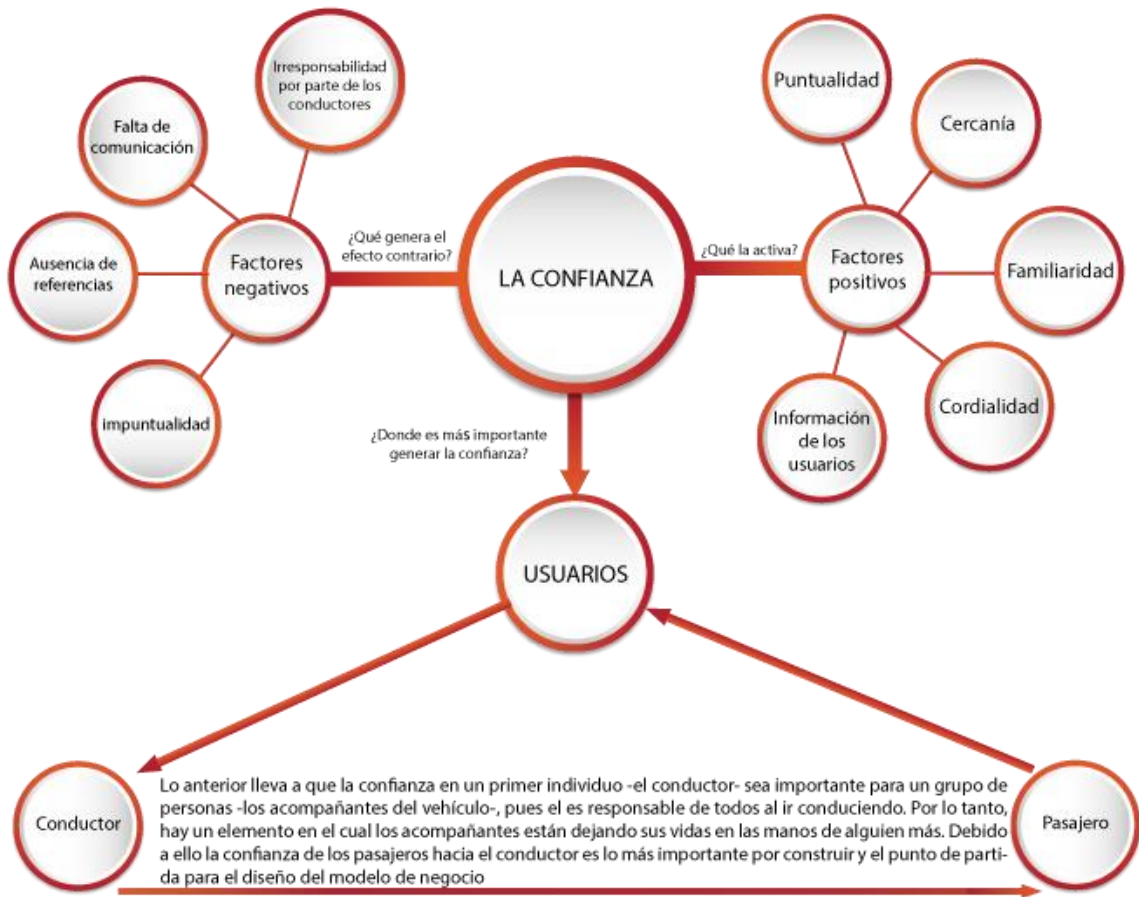 Irresponsabilidad
por parte de los
conductores
Falta de
comunicación
Ausencia de
referencias
impuntualidad
Factores
negativos
¿Qué genera el
efecto contrario?
LA CONFIANZA
¿Qué la activa?
Factores
positivos
Puntualidad
Cercanía
Familiaridad
Cordialidad
Información
de los
usuarios
¿Donde es más importante
generar la confianza?
USUARIOS
Conductor
Lo anterior lleva a que la confianza en un primer individuo -el conductor- sea importante para un grupo de
personas -los acompañantes del vehículo-, pues el es responsable de todos al ir conduciendo. Por lo tanto,
hay un elemento en el cual los acompañantes están dejando sus vidas en las manos de alguien más. Debido
a ello la confianza de los pasajeros hacia el conductor es lo más importante por construir y el punto de parti-
da para el diseño del modelo de negocio
Pasajero